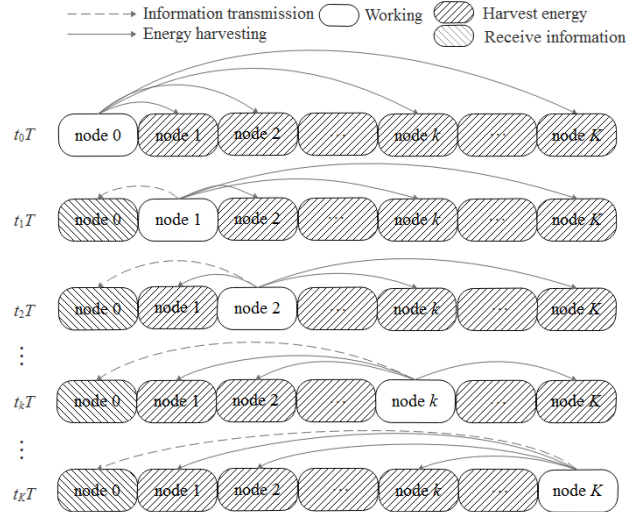 Information transmission Working Harvest energy
Energy harvesting Receive information
t₀T node 0 node 1 node 2 ⋯ node k ⋯ node K
t₁T node 0 node 1 node 2 ⋯ node k ⋯ node K
t₂T node 0 node 1 node 2 ⋯ node k ⋯ node K
⋮
tₖT node 0 node 1 node 2 ⋯ node k ⋯ node K
⋮
t_KT node 0 node 1 node 2 ⋯ node k ⋯ node K